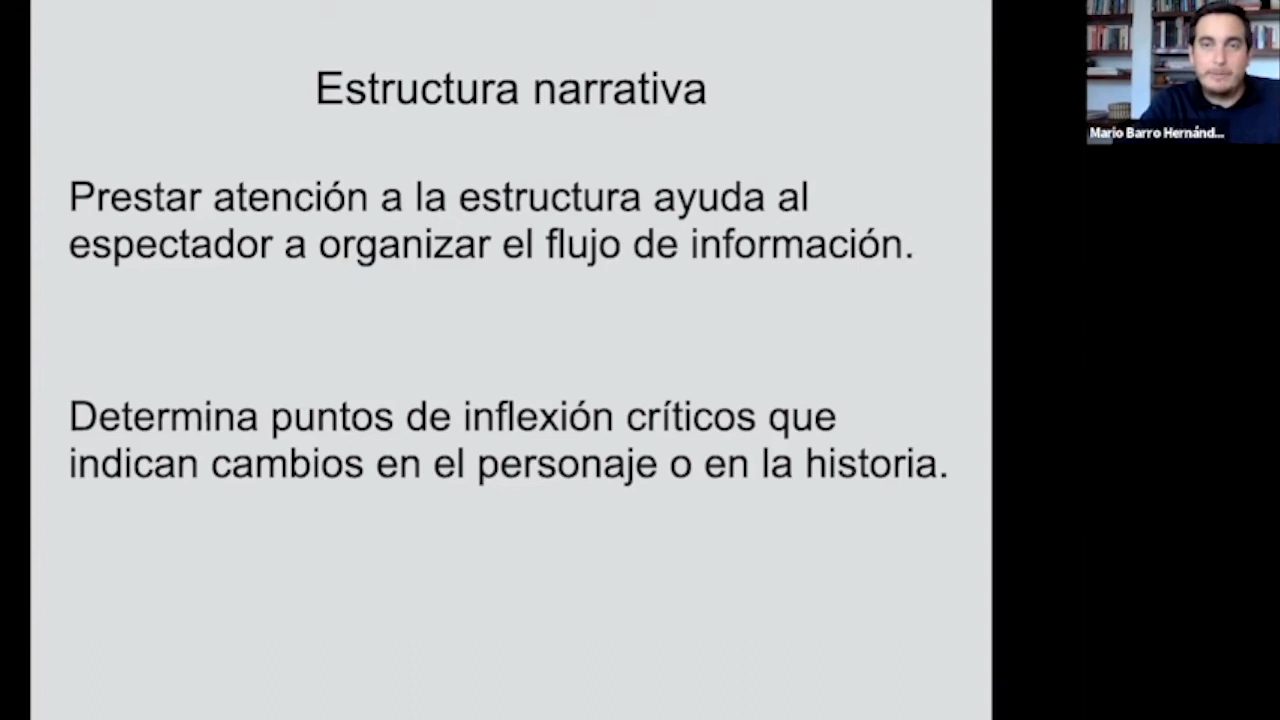 Estructura narrativa
Prestar atención a la estructura ayuda al
espectador a organizar el flujo de información.
Determina puntos de inflexión críticos que
indican cambios en el personaje o en la historia.
Mario Barro Hernánd...